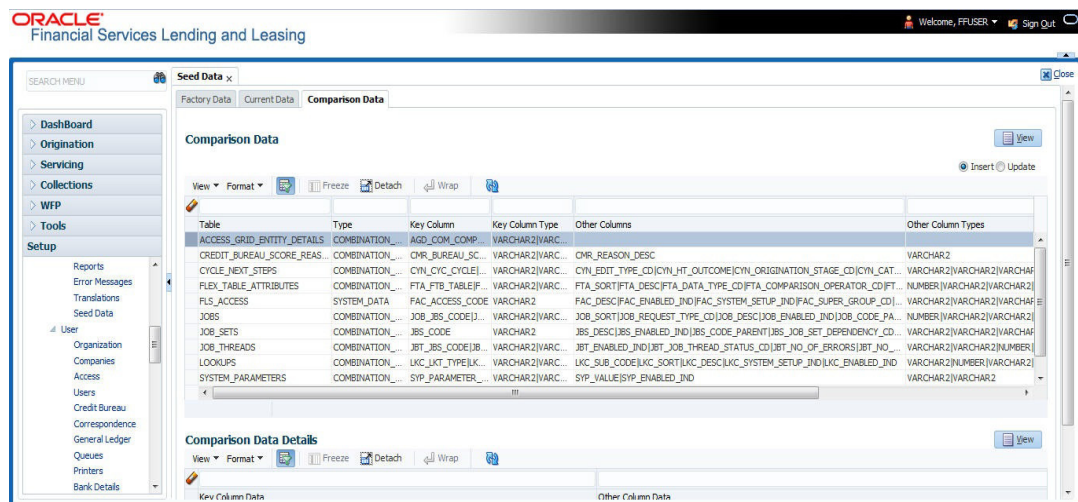 ORACLE
Financial Services Lending and Leasing
Welcome, FFUSER
Sign Out
SEARCH MENU
Seed Data x
Close
Factory Data Current Data Comparison Data
DashBoard
Origination
Servicing
Collections
WFP
Tools
Setup
Reports
Error Messages
Translations
Seed Data
User
Organization
Companies
Access
Users
Credit Bureau
Correspondence
General Ledger
Queues
Printers
Bank Details
Comparison Data
View
Insert Update
View Format Freeze Detach Wrap
Table Type Key Column Key Column Type Other Columns Other Column Types
ACCESS_GRID_ENTITY_DETAILS COMBINATION_... AGD_COM_COMP... VARCHAR2|VARC...
CREDIT_BUREAU_SCORE_REAS... COMBINATION_... CMR_BUREAU_SC... VARCHAR2|VARC... CMR_REASON_DESC VARCHAR2
CYCLE_NEXT_STEPS COMBINATION_... CYN_CYC_CYCLE|... VARCHAR2|VARC... CYN_EDIT_TYPE_CD|CYN_HT_OUTCOME|CYN_ORIGINATION_STAGE_CD|CYN_CAT... VARCHAR2|VARCHAR2|VARCHAR
FLEX_TABLE_ATTRIBUTES COMBINATION_... FTA_FTB_TABLE|F... VARCHAR2|VARC... FTA_SORT|FTA_DESC|FTA_DATA_TYPE_CD|FTA_COMPARISON_OPERATOR_CD|FT... NUMBER|VARCHAR2|VARCHAR2|
FLS_ACCESS SYSTEM_DATA FAC_ACCESS_CODE VARCHAR2 FAC_DESC|FAC_ENABLED_IND|FAC_SYSTEM_SETUP_IND|FAC_SUPER_GROUP_CD|... VARCHAR2|VARCHAR2|VARCHAR
JOBS COMBINATION_... JOB_JBS_CODE|J... VARCHAR2|VARC... JOB_SORT|JOB_REQUEST_TYPE_CD|JOB_DESC|JOB_ENABLED_IND|JOB_CODE_PA... NUMBER|VARCHAR2|VARCHAR2|
JOB_SETS COMBINATION_... JBS_CODE VARCHAR2 JBS_DESC|JBS_ENABLED_IND|JBS_CODE_PARENT|JBS_JOB_SET_DEPENDENCY_CD... VARCHAR2|VARCHAR2|VARCHAR
JOB_THREADS COMBINATION_... JBT_JBS_CODE|JB... VARCHAR2|VARC... JBT_ENABLED_IND|JBT_JOB_THREAD_STATUS_CD|JBT_NO_OF_ERRORS|JBT_NO_... VARCHAR2|VARCHAR2|NUMBER|
LOOKUPS COMBINATION_... LKC_LKT_TYPE|LK... VARCHAR2|VARC... LKC_SUB_CODE|LKC_SORT|LKC_DESC|LKC_SYSTEM_SETUP_IND|LKC_ENABLED_IND VARCHAR2|NUMBER|VARCHAR2|
SYSTEM_PARAMETERS COMBINATION_... SYP_PARAMETER_... VARCHAR2|VARC... SYP_VALUE|SYP_ENABLED_IND VARCHAR2|VARCHAR2
Comparison Data Details
View
View Format Freeze Detach Wrap
Key Column Data Other Column Data